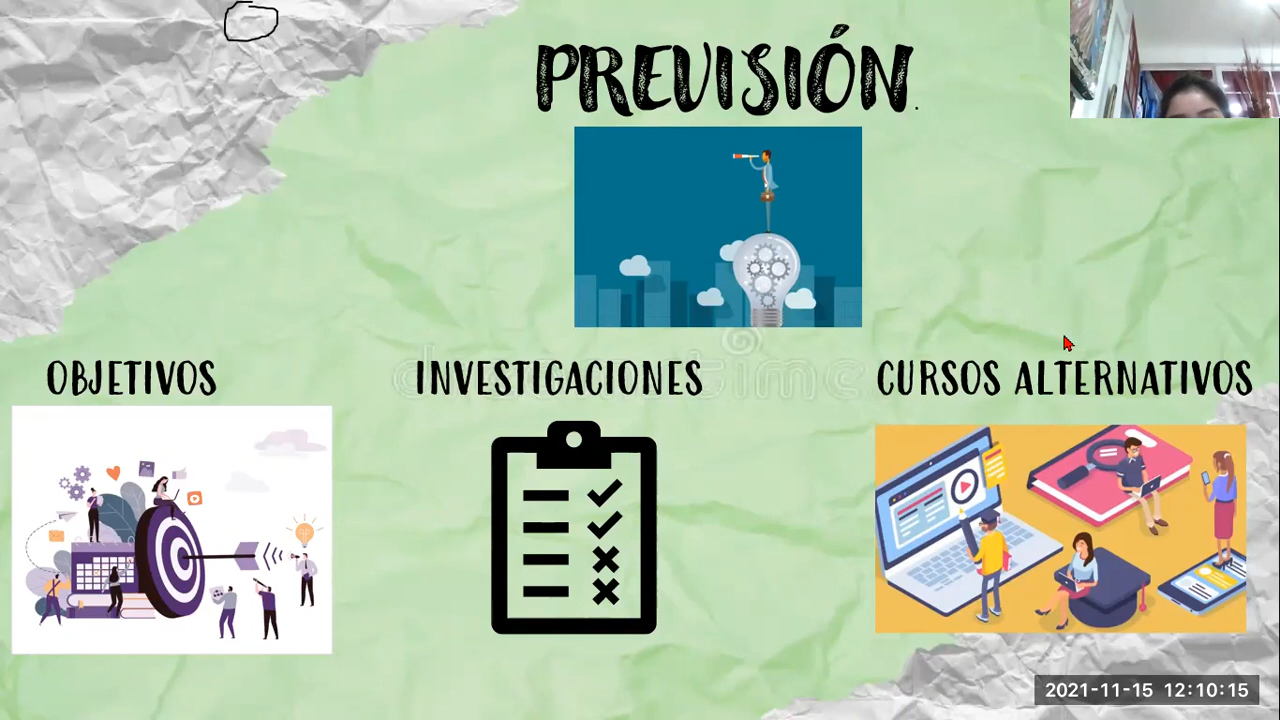 PREVISIÓN.
OBJETIVOS
INVESTIGACIONES
CURSOS ALTERNATIVOS
2021-11-15 12:10:15